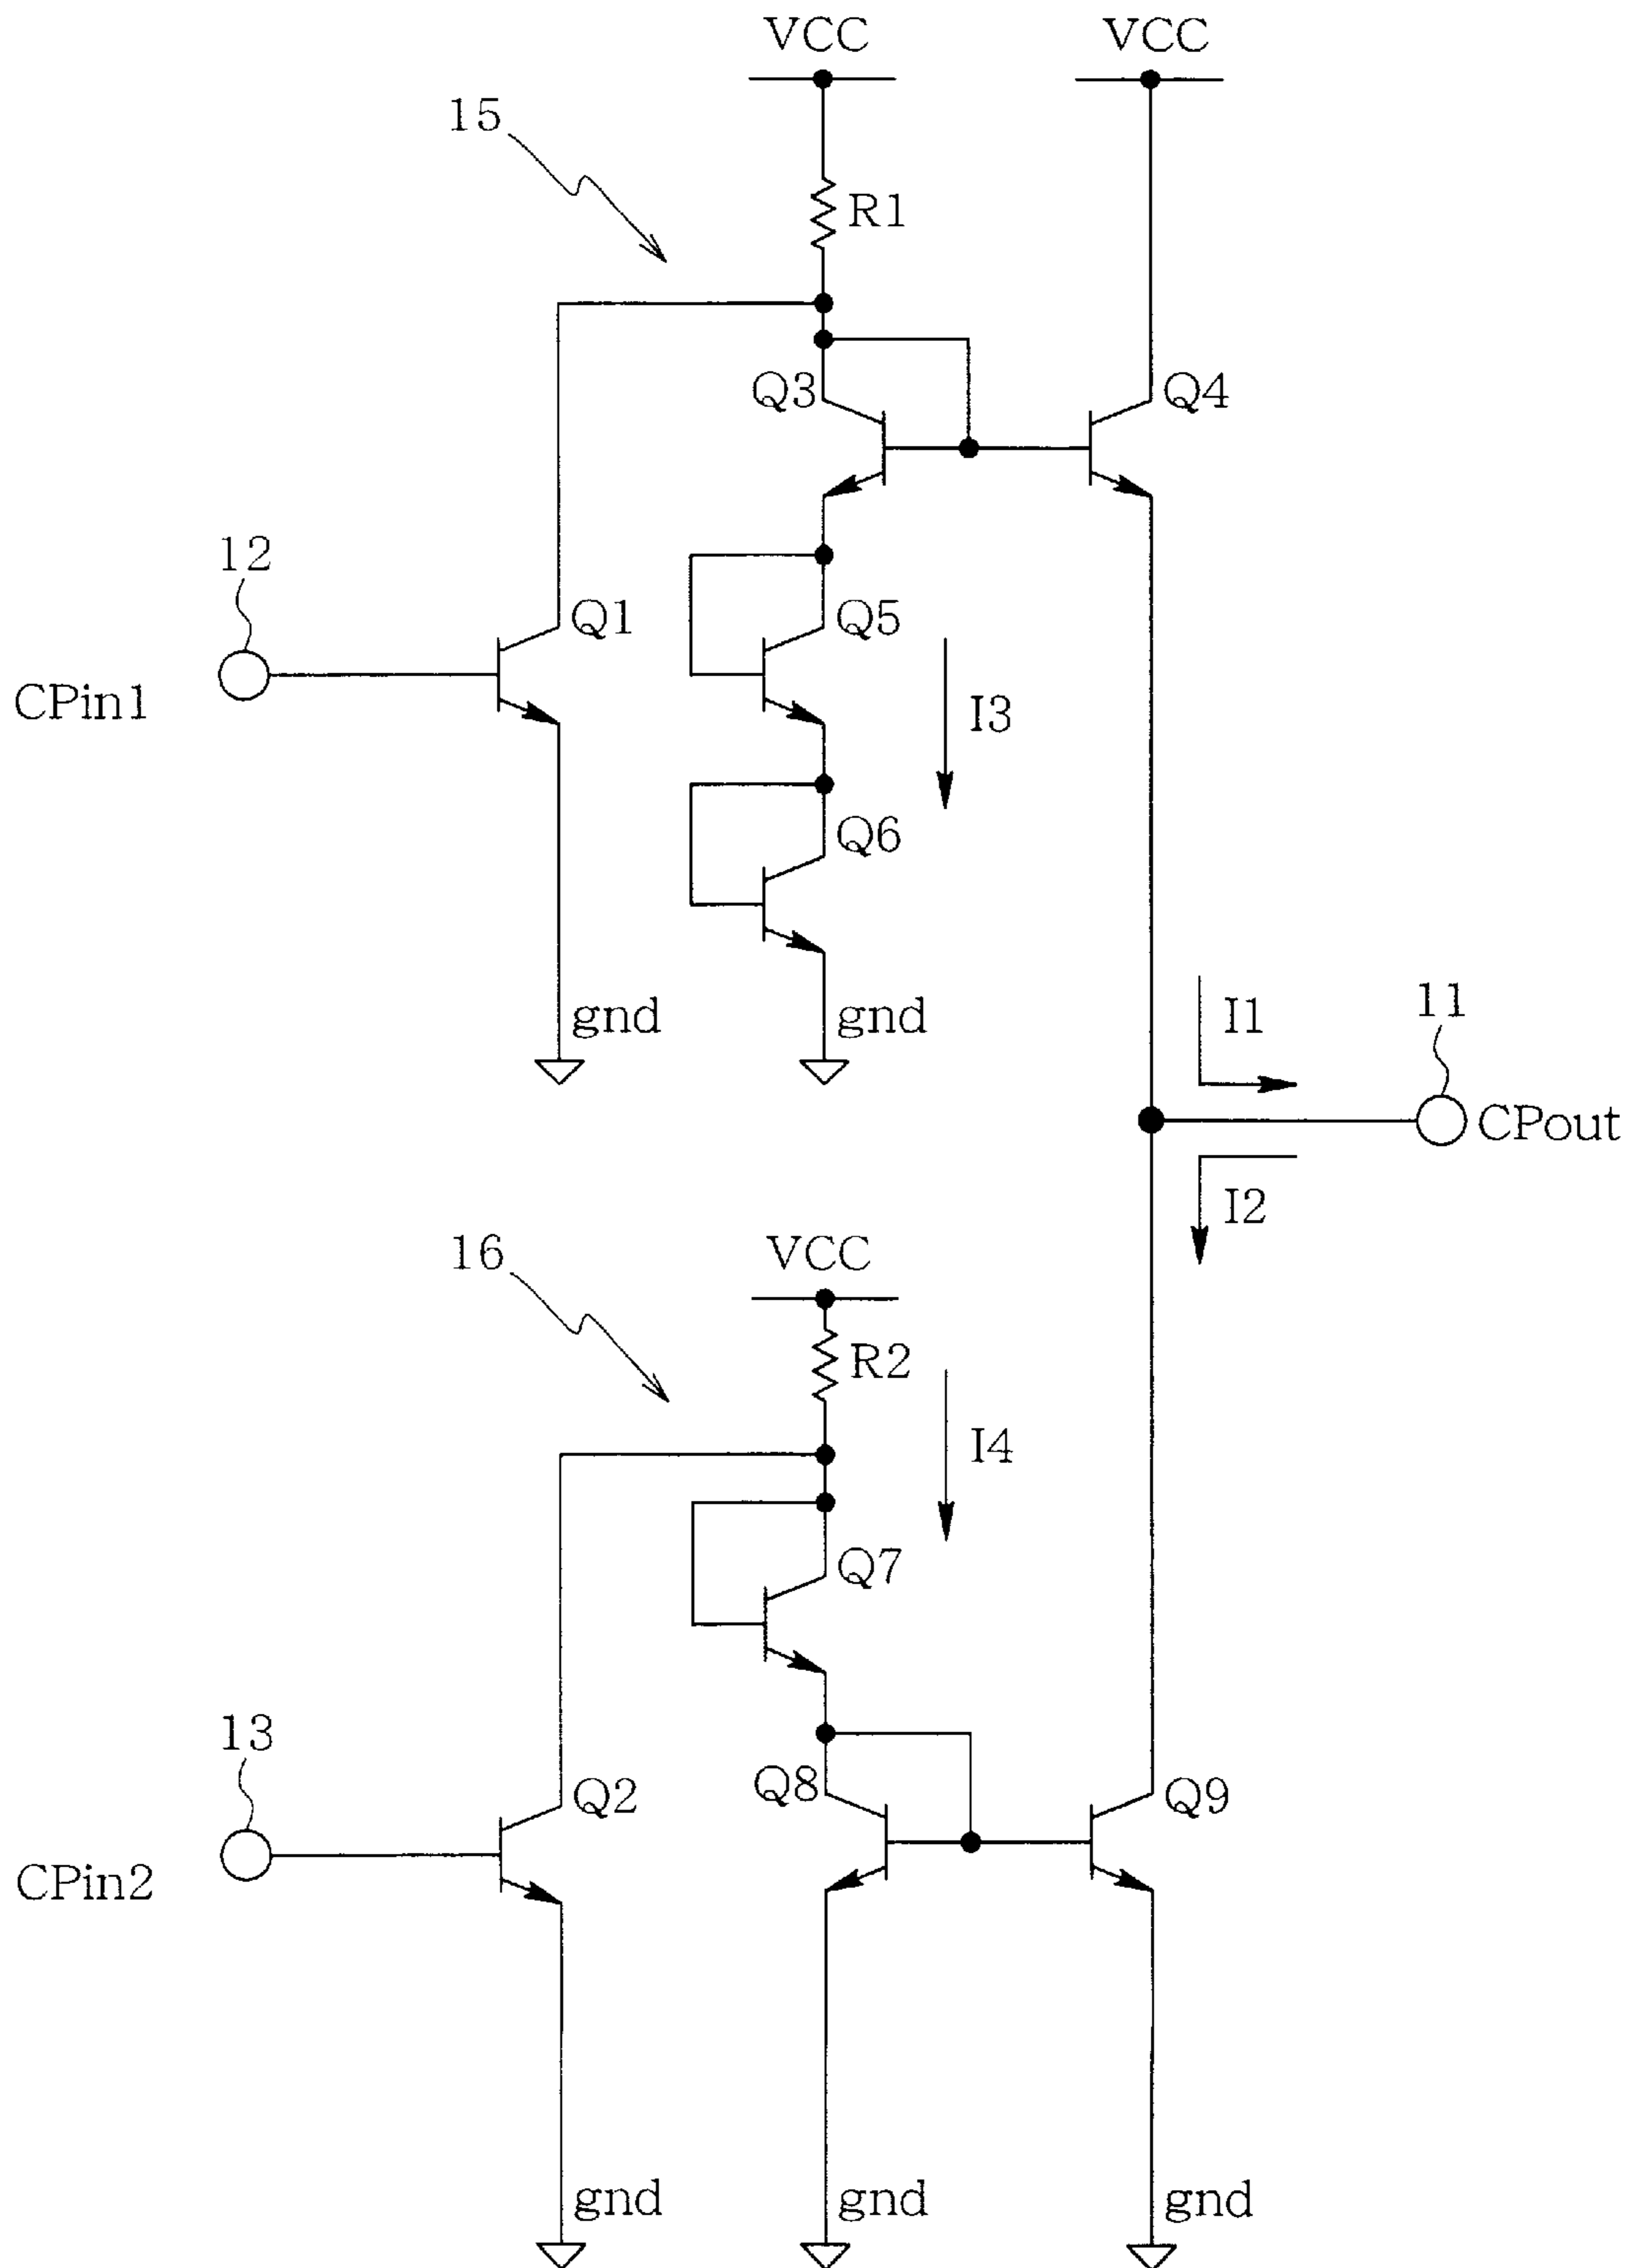 VCC
VCC
15
R1
Q3
Q4
12
Q1
Q5
CPin1
I3
Q6
gnd
gnd
I1
11
CPout
I2
16
VCC
R2
I4
Q7
13
Q2
Q8
Q9
CPin2
gnd
gnd
gnd